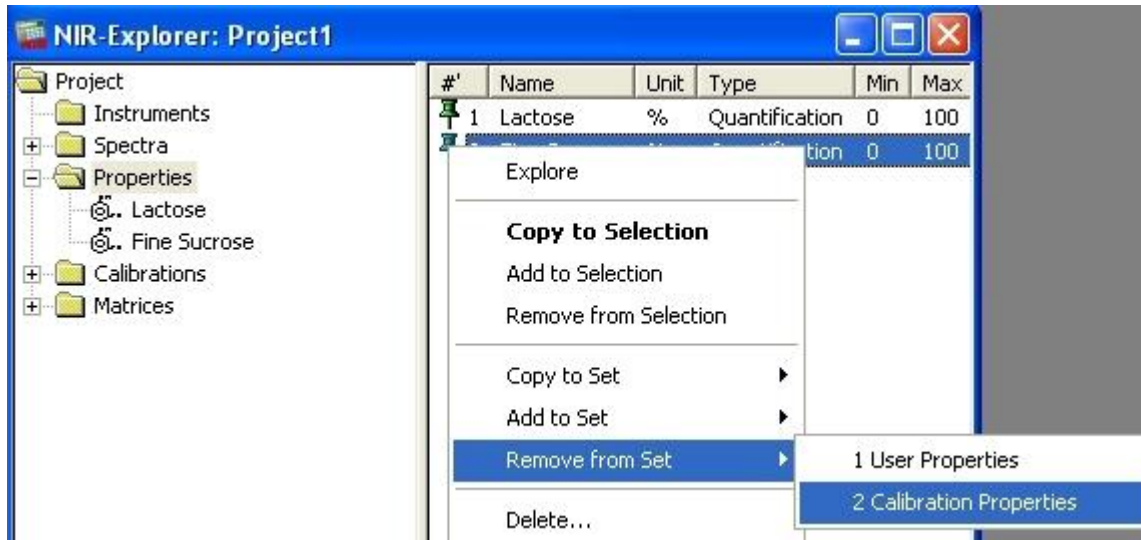 NIR-Explorer: Project1
Project
Instruments
Spectra
Properties
Lactose
Fine Sucrose
Calibrations
Matrices
#' Name Unit Type Min Max
1 Lactose % Quantification 0 100
tion 0 100
Explore
Copy to Selection
Add to Selection
Remove from Selection
Copy to Set
Add to Set
Remove from Set
Delete...
1 User Properties
2 Calibration Properties